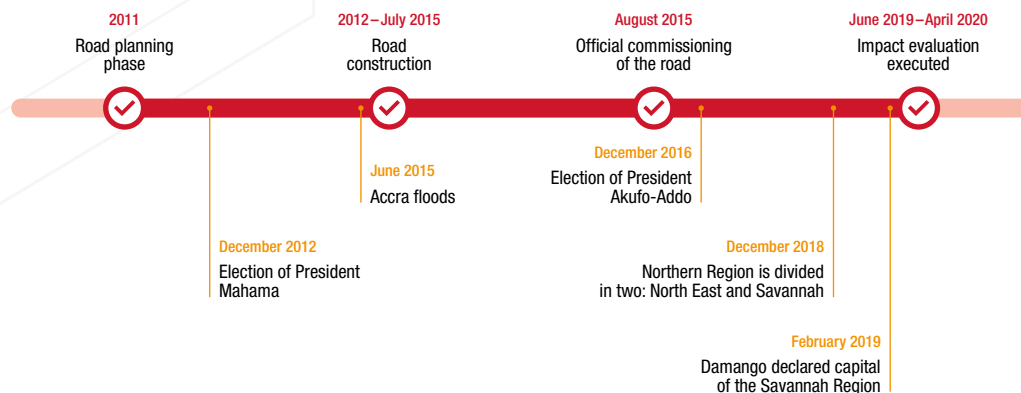 2011
Road planning
phase
2012–July 2015
Road
construction
August 2015
Official commissioning
of the road
June 2019–April 2020
Impact evaluation
executed
December 2012
Election of President
Mahama
June 2015
Accra floods
December 2016
Election of President
Akufo-Addo
December 2018
Northern Region is divided
in two: North East and Savannah
February 2019
Damango declared capital
of the Savannah Region